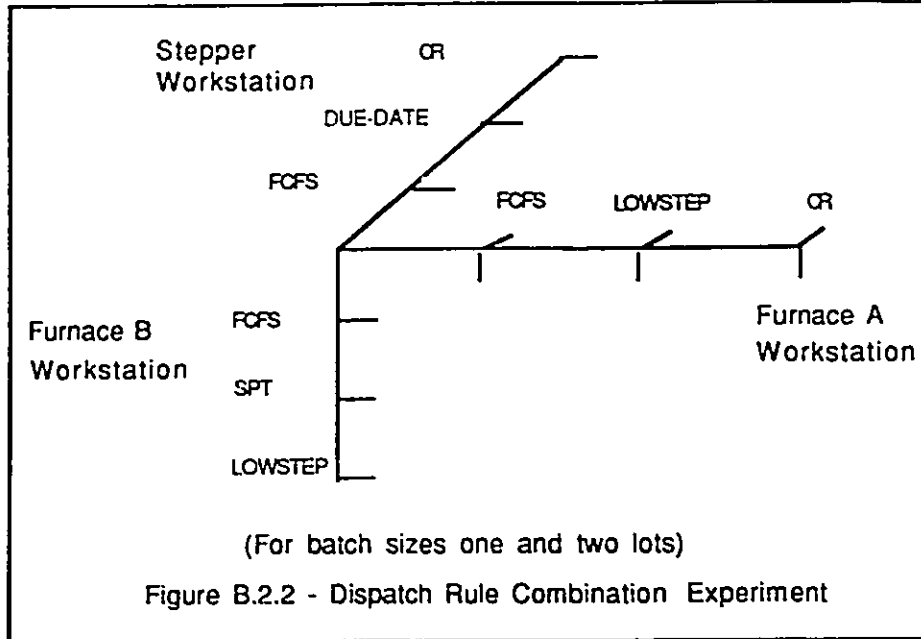 Stepper
Workstation
CR
DUE-DATE
FCFS
FCFS LOWSTEP CR
Furnace A
Workstation
Furnace B
Workstation
FCFS
SPT
LOWSTEP
(For batch sizes one and two lots)
Figure B.2.2 - Dispatch Rule Combination Experiment